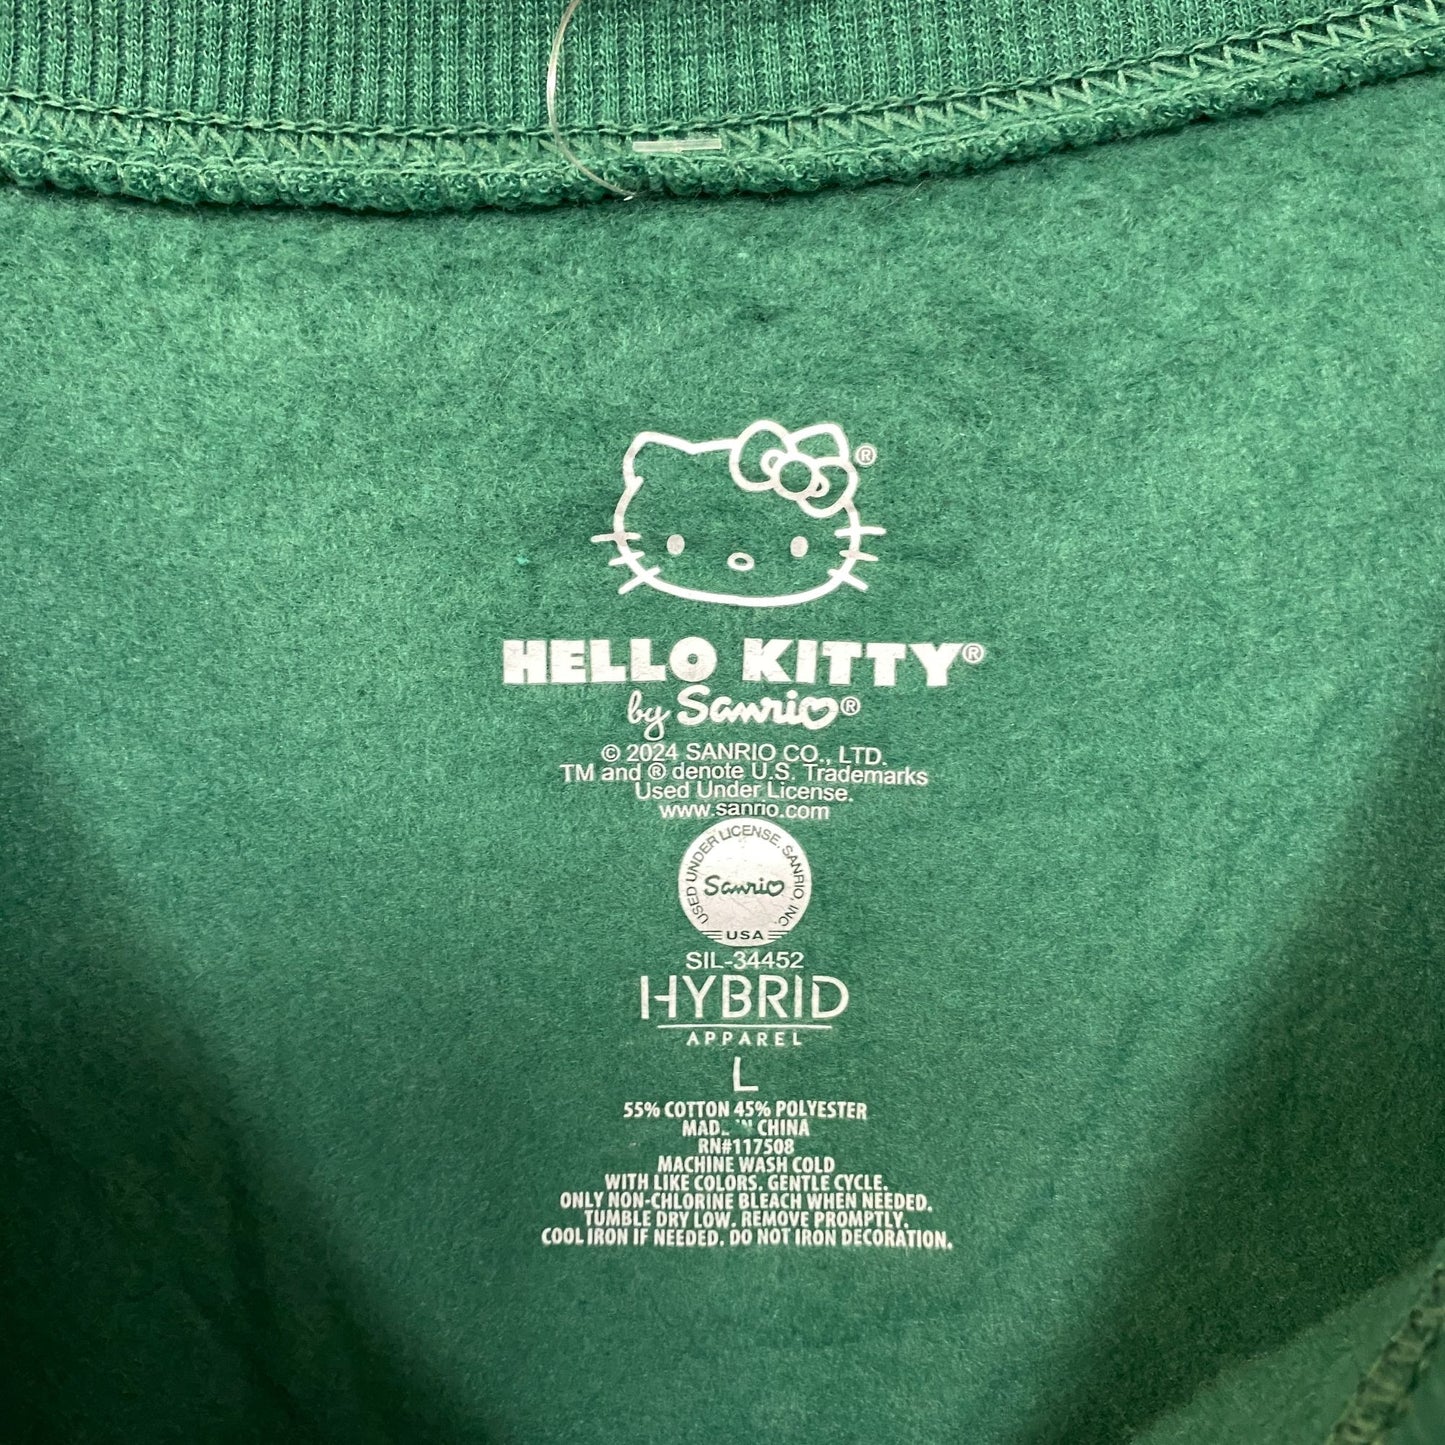 ®
HELLO KITTY®
by Sanrio®
© 2024 SANRIO CO., LTD.
TM and ® denote U.S. Trademarks
Used Under License.
www.sanrio.com
USED UNDER LICENSE. SANRIO, INC.
Sanrio
USA
SIL-34452
HYBRID
APPAREL
L
55% COTTON 45% POLYESTER
CHINA
RN#117508
MACHINE WASH COLD
WITH LIKE COLORS. GENTLE CYCLE.
ONLY NON-CHLORINE BLEACH WHEN NEEDED.
TUMBLE DRY LOW. REMOVE PROMPTLY.
COOL IRON IF NEEDED. DO NOT IRON DECORATION.